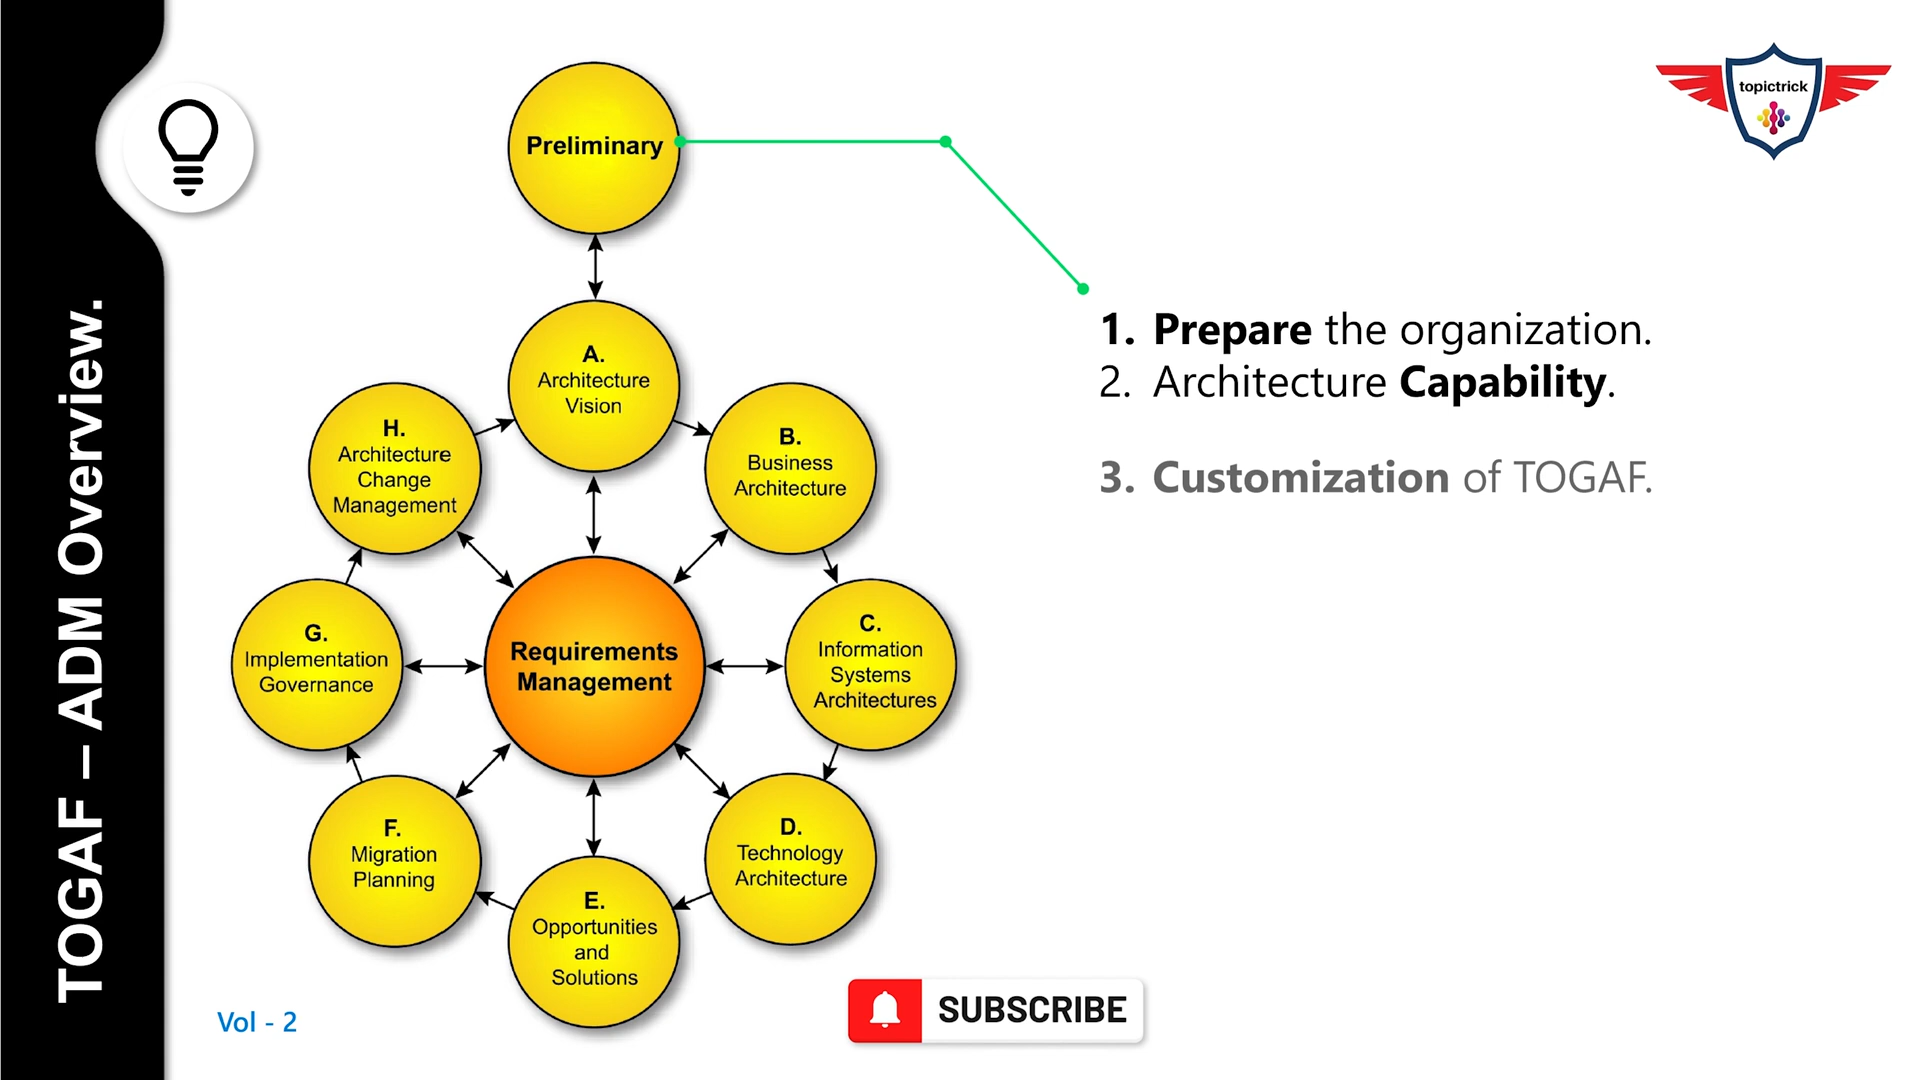 TOGAF – ADM Overview.
topictrick
Preliminary
1. Prepare the organization.
2. Architecture Capability.
3. Customization of TOGAF.
A.
Architecture
Vision
B.
Business
Architecture
C.
Information
Systems
Architectures
D.
Technology
Architecture
E.
Opportunities
and
Solutions
F.
Migration
Planning
G.
Implementation
Governance
H.
Architecture
Change
Management
Requirements
Management
Vol - 2
SUBSCRIBE